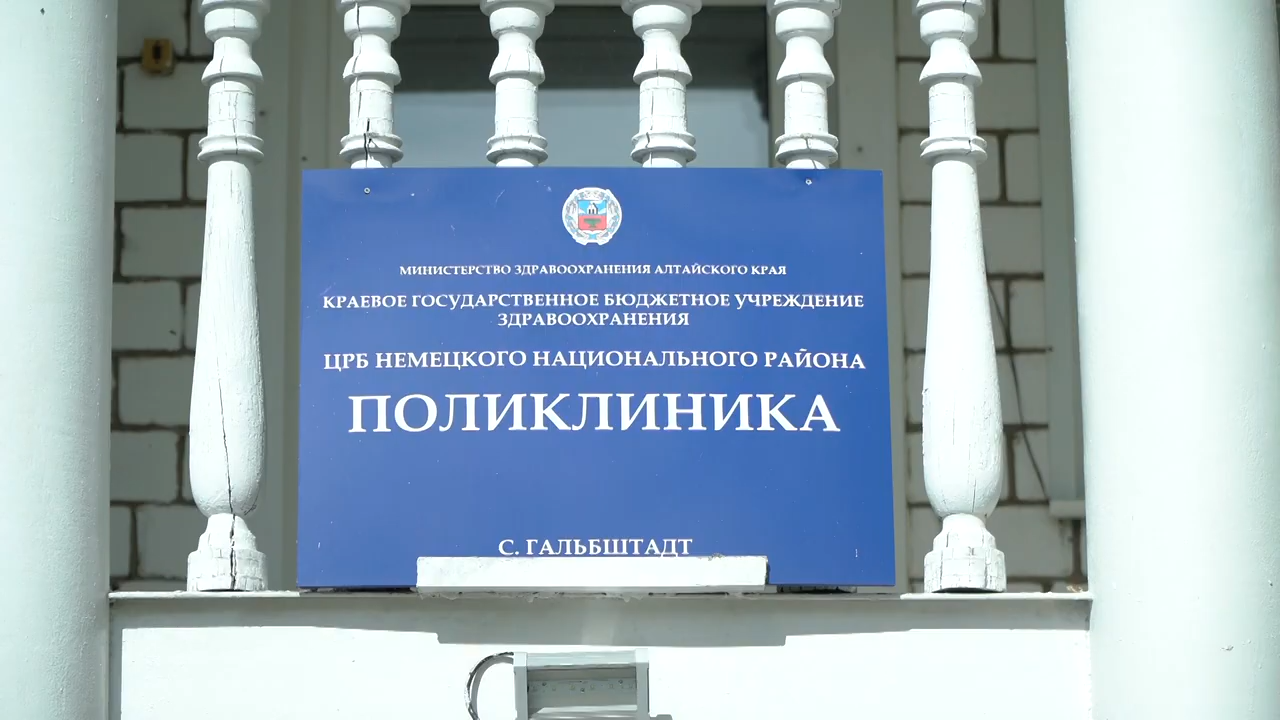 МИНИСТЕРСТВО ЗДРАВООХРАНЕНИЯ АЛТАЙСКОГО КРАЯ
КРАЕВОЕ ГОСУДАРСТВЕННОЕ БЮДЖЕТНОЕ УЧРЕЖДЕНИЕ
ЗДРАВООХРАНЕНИЯ
ЦРБ НЕМЕЦКОГО НАЦИОНАЛЬНОГО РАЙОНА
ПОЛИКЛИНИКА
С. ГАЛЬБШТАДТ